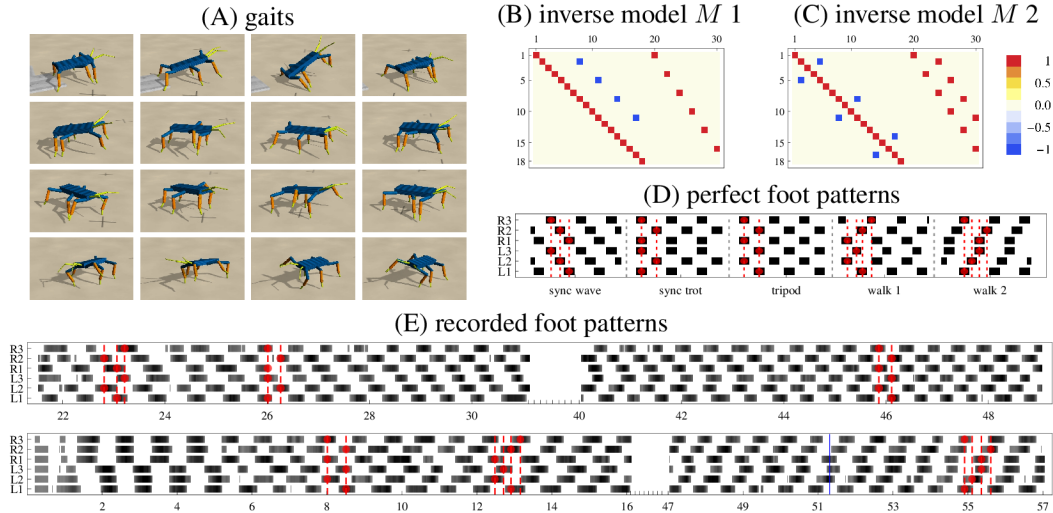 (A) gaits
(B) inverse model M 1
(C) inverse model M 2
1 10 20 30
1
5
10
15
18
1 10 20 30
1
5
10
15
18
1
0.5
0.0
−0.5
−1
(D) perfect foot patterns
R3
R2
R1
L3
L2
L1
sync wave sync trot tripod walk 1 walk 2
(E) recorded foot patterns
R3
R2
R1
L3
L2
L1
22 24 26 28 30 40 42 44 46 48
R3
R2
R1
L3
L2
L1
2 4 6 8 10 12 14 16 47 49 51 53 55 57